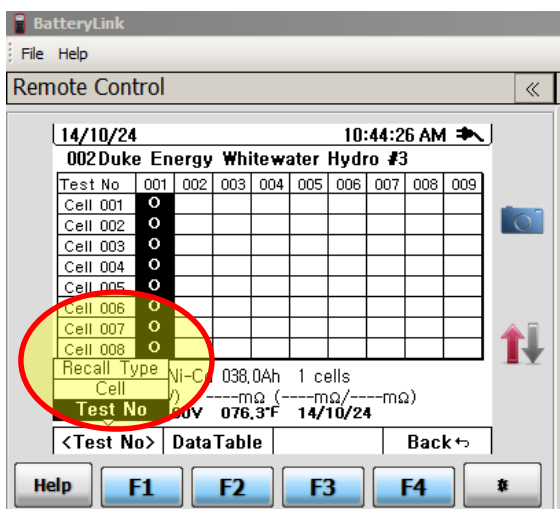 BatteryLink
File Help
Remote Control
14/10/24 10:44:26 AM
002Duke Energy Whitewater Hydro #3
Test No 001 002 003 004 005 006 007 008 009
Cell 001 O
Cell 002 O
Cell 003 O
Cell 004 O
Cell 005 O
Cell 006 O
Cell 007 O
Cell 008 O
Recall Type
Cell
Test No
Ni-Cd 038.0Ah 1 cells
) ----mΩ (----mΩ/----mΩ)
00V 076.3°F 14/10/24
<Test No> DataTable Back
Help F1 F2 F3 F4